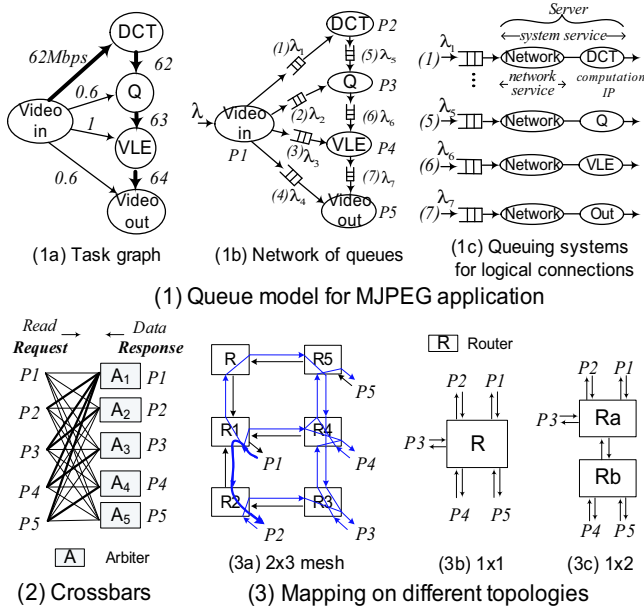 62Mbps
DCT
62
0.6
Q
Video in
1
63
VLE
0.6
64
Video out
(1a) Task graph
DCT
P2
(1)λ1
(5)λ5
Q
P3
λ
Video in
P1
(2)λ2
(6)λ6
(3)λ3
VLE
P4
(4)λ4
(7)λ7
Video out
P5
(1b) Network of queues
Server
system service
(1)
λ1
Network
DCT
network service
computation IP
(5)
λ5
Network
Q
(6)
λ6
Network
VLE
(7)
λ7
Network
Out
(1c) Queuing systems for logical connections
(1) Queue model for MJPEG application
Read Request
Data Response
P1
A1
P1
P2
A2
P2
P3
A3
P3
P4
A4
P4
P5
A5
P5
A
Arbiter
(2) Crossbars
R
R5
P5
R1
P1
R4
P4
R2
P2
R3
P3
(3a) 2x3 mesh
R
Router
P2
P1
P3
R
P4
P5
(3b) 1x1
P2
P1
P3
Ra
Rb
P4
P5
(3c) 1x2
(3) Mapping on different topologies